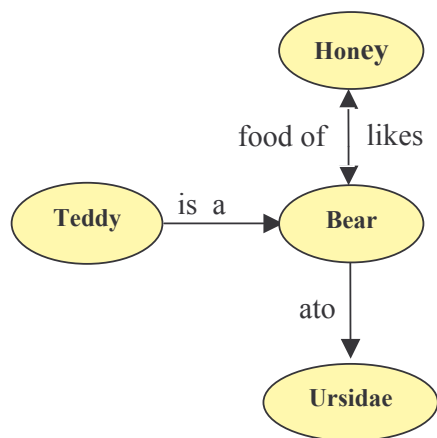 Honey
food of likes
Teddy
is a
Bear
ato
Ursidae